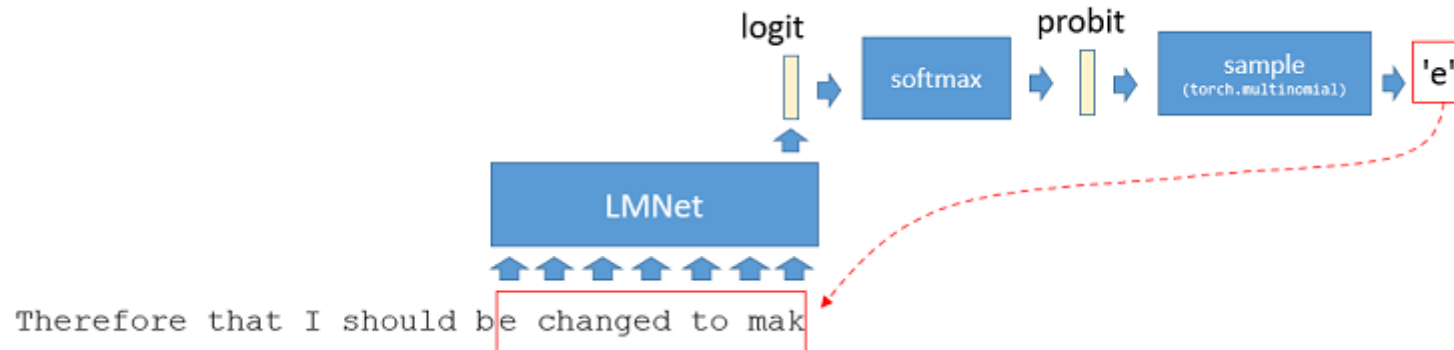 logit
probit
softmax
sample
(torch.multinomial)
'e'
LMNet
Therefore that I should be changed to mak